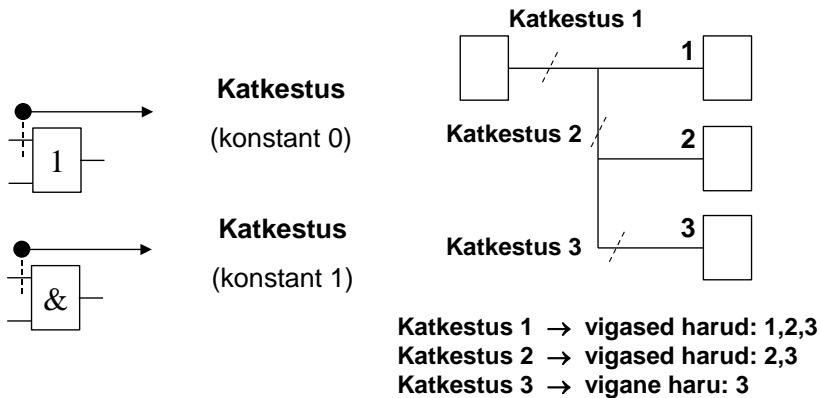 Katkestus
(konstant 0)
1
Katkestus
(konstant 1)
&
Katkestus 1
1
Katkestus 2
2
Katkestus 3
3
Katkestus 1 → vigased harud: 1,2,3
Katkestus 2 → vigased harud: 2,3
Katkestus 3 → vigane haru: 3